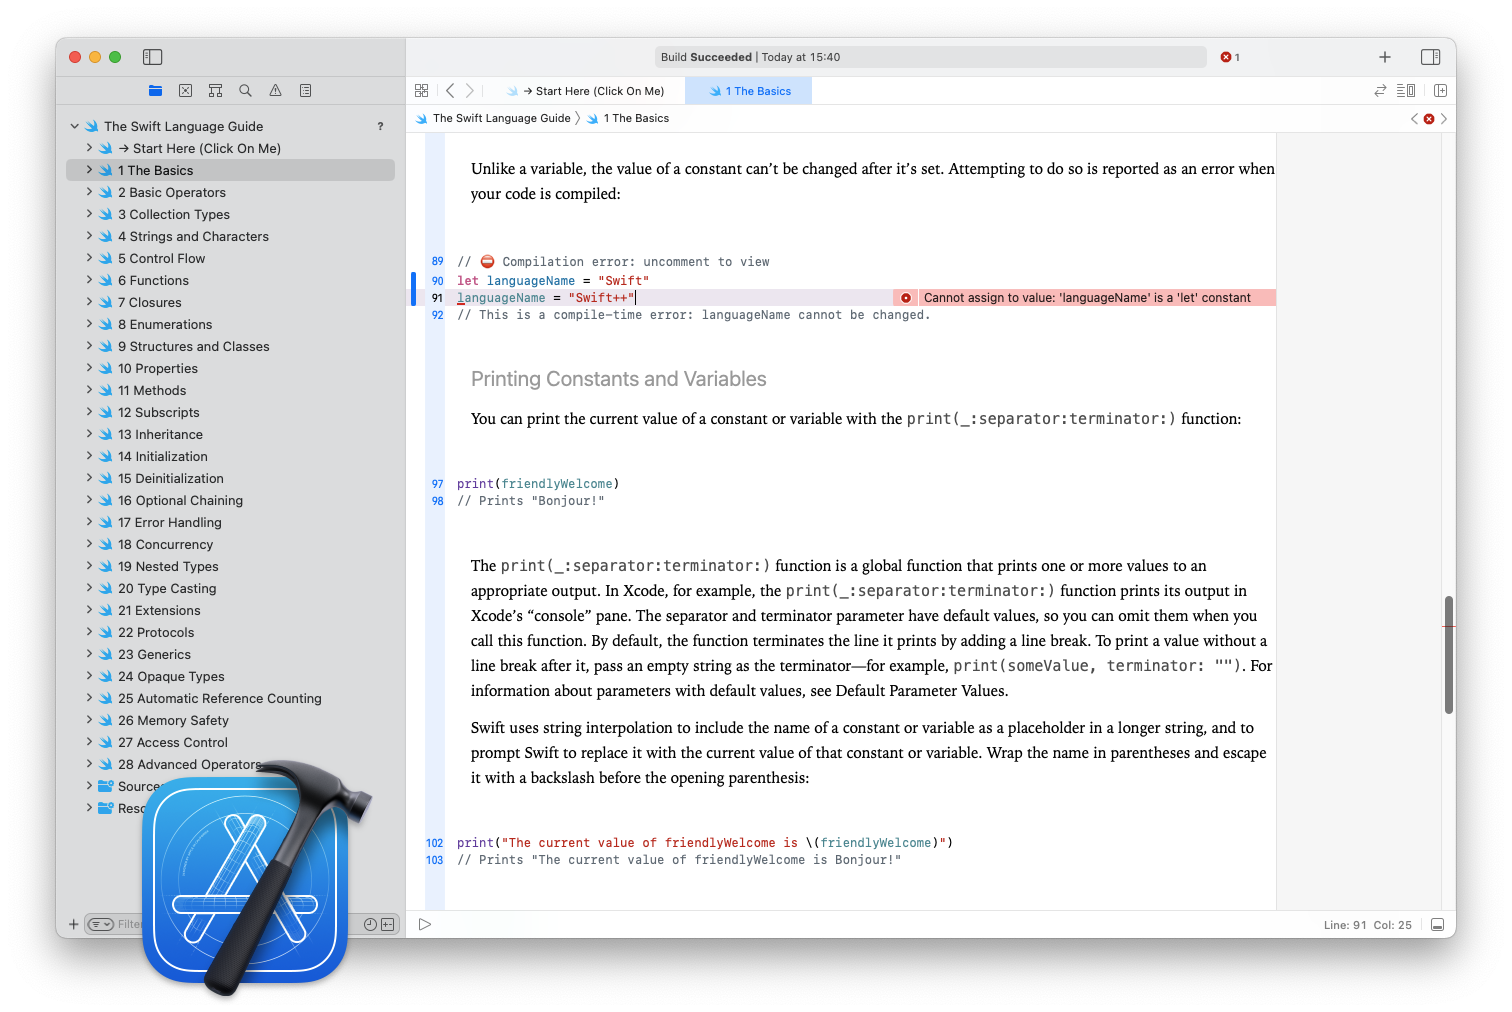 Build Succeeded | Today at 15:40
1
→ Start Here (Click On Me)
1 The Basics
The Swift Language Guide 〉 1 The Basics
The Swift Language Guide
?
→ Start Here (Click On Me)
1 The Basics
2 Basic Operators
3 Collection Types
4 Strings and Characters
5 Control Flow
6 Functions
7 Closures
8 Enumerations
9 Structures and Classes
10 Properties
11 Methods
12 Subscripts
13 Inheritance
14 Initialization
15 Deinitialization
16 Optional Chaining
17 Error Handling
18 Concurrency
19 Nested Types
20 Type Casting
21 Extensions
22 Protocols
23 Generics
24 Opaque Types
25 Automatic Reference Counting
26 Memory Safety
27 Access Control
28 Advanced Operators
Source
Reso
Filter
Unlike a variable, the value of a constant can’t be changed after it’s set. Attempting to do so is reported as an error when
your code is compiled:
89 // ⛔ Compilation error: uncomment to view
90 let languageName = "Swift"
91 languageName = "Swift++"
Cannot assign to value: 'languageName' is a 'let' constant
92 // This is a compile-time error: languageName cannot be changed.
Printing Constants and Variables
You can print the current value of a constant or variable with the print(_:separator:terminator:) function:
97 print(friendlyWelcome)
98 // Prints "Bonjour!"
The print(_:separator:terminator:) function is a global function that prints one or more values to an
appropriate output. In Xcode, for example, the print(_:separator:terminator:) function prints its output in
Xcode’s “console” pane. The separator and terminator parameter have default values, so you can omit them when you
call this function. By default, the function terminates the line it prints by adding a line break. To print a value without a
line break after it, pass an empty string as the terminator—for example, print(someValue, terminator: ""). For
information about parameters with default values, see Default Parameter Values.
Swift uses string interpolation to include the name of a constant or variable as a placeholder in a longer string, and to
prompt Swift to replace it with the current value of that constant or variable. Wrap the name in parentheses and escape
it with a backslash before the opening parenthesis:
102 print("The current value of friendlyWelcome is \(friendlyWelcome)")
103 // Prints "The current value of friendlyWelcome is Bonjour!"
Line: 91 Col: 25